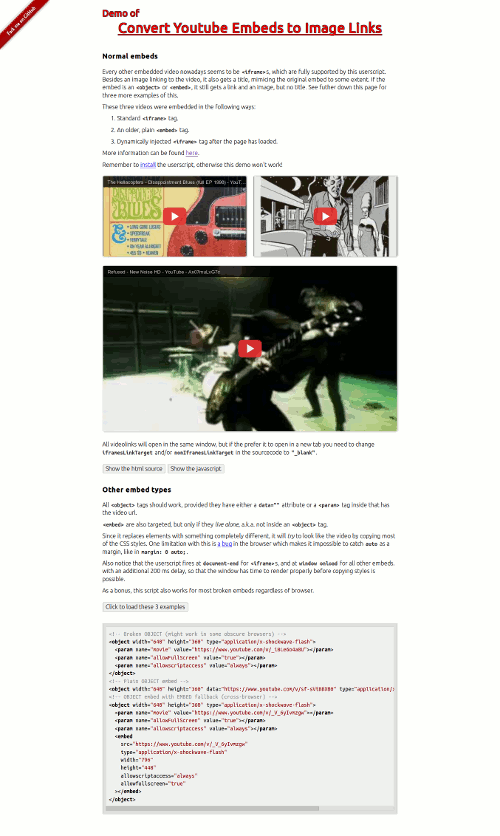 Fork me on GitHub
Demo of
Convert Youtube Embeds to Image Links
Normal embeds
Every other embedded video nowadays seems to be <iframe>s, which are fully supported by this userscript.
Besides an image linking to the video, it also gets a title, mimicing the original embed to some extent. If the
embed is an <object> or <embed>, it still gets a link and an image, but no title. See futher down this page for
three more examples of this.
These three videos were embedded in the following ways:
1. Standard <iframe> tag.
2. An older, plain <embed> tag.
3. Dynamically injected <iframe> tag after the page has loaded.
More information can be found here.
Remember to install the userscript, otherwise this demo won't work!
The Hellacopters - Disappointment Blues (full EP 1998) - YouT...
BLUES
Refused - New Noise HD - YouTube -
All videolinks will open in the same window, but if the prefer it to open in a new tab you need to change
iframesLinkTarget and/or noniframesLinkTarget in the sourcecode to "_blank".
Show the html source Show the javascript
Other embed types
All <object> tags should work, provided they have either a data="" attribute or a <param> tag inside that has
the video url.
<embed> are also targeted, but only if they live alone, a.k.a. not inside an <object> tag.
Since it replaces elements with something completely different, it will try to look like the video by copying most
of the CSS styles. One limitation with this is a bug in the browser which makes it impossible to catch auto as a
margin, like in margin: 0 auto;.
Also notice that the userscript fires at document-end for <iframe>s, and at window onload for all other embeds
with an additional 200 ms delay, so that the window has time to render properly before copying styles is
possible.
As a bonus, this script also works for most broken embeds regardless of browser.
Click to load these 3 examples
<!-- Broken OBJECT (might work in some obscure browsers) -->
<object width="640" height="360" type="application/x-shockwave-flash">
<param name="movie" value="https://www.youtube.com/v/
<param name="allowFullScreen" value="true"></param>
<param name="allowscriptaccess" value="always"></param>
</object>
<!-- Plain OBJECT embed -->
<object width="640" height="360" data="https://www.youtube.com/v/ type="application/
<!-- OBJECT embed with EMBED fallback (cross-browser) -->
<object width="640" height="360" type="application/x-shockwave-flash">
<param name="movie" value="https://www.youtube.com/v/
<param name="allowFullScreen" value="true"></param>
<param name="allowscriptaccess" value="always"></param>
<embed
src="https://www.youtube.com/v/
type="application/x-shockwave-flash"
width="796"
height="448"
allowscriptaccess="always"
allowfullscreen="true"
></embed>
</object>